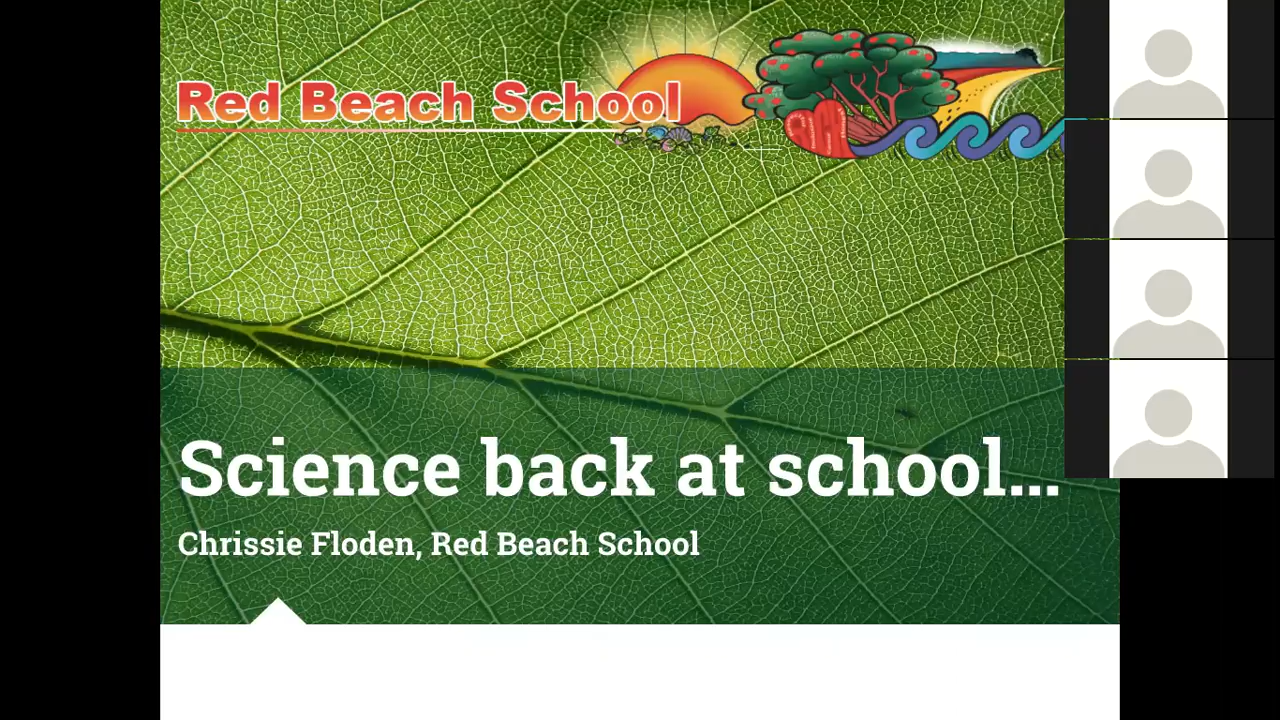 Red Beach School
Science back at school...
Chrissie Floden, Red Beach School